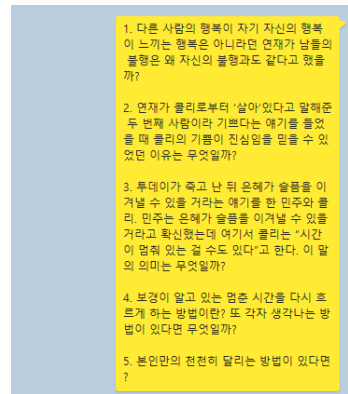 1. 다른 사람의 행복이 자기 자신의 행복
이 느끼는 행복은 아니라던 연재가 남들의
불행은 왜 자신의 불행과도 같다고 했을
까?
2. 연재가 콜리로부터 '살아'있다고 말해준
두 번째 사람이라 기쁘다는 얘기를 들었
을 때 콜리의 기쁨이 진심임을 믿을 수 있
었던 이유는 무엇일까?
3. 투데이가 죽고 난 뒤 은혜가 슬픔을 이
겨낼 수 있을 거라는 얘기를 한 민주와 콜
리. 민주는 은혜가 슬픔을 이겨낼 수 있을
거라고 확신했는데 여기서 콜리는 "시간
이 멈춰 있는 걸 수도 있다"고 한다. 이 말
의 의미는 무엇일까?
4. 보경이 알고 있는 멈춘 시간을 다시 흐
르게 하는 방법이란? 또 각자 생각나는 방
법이 있다면 무엇일까?
5. 본인만의 천천히 달리는 방법이 있다면
?